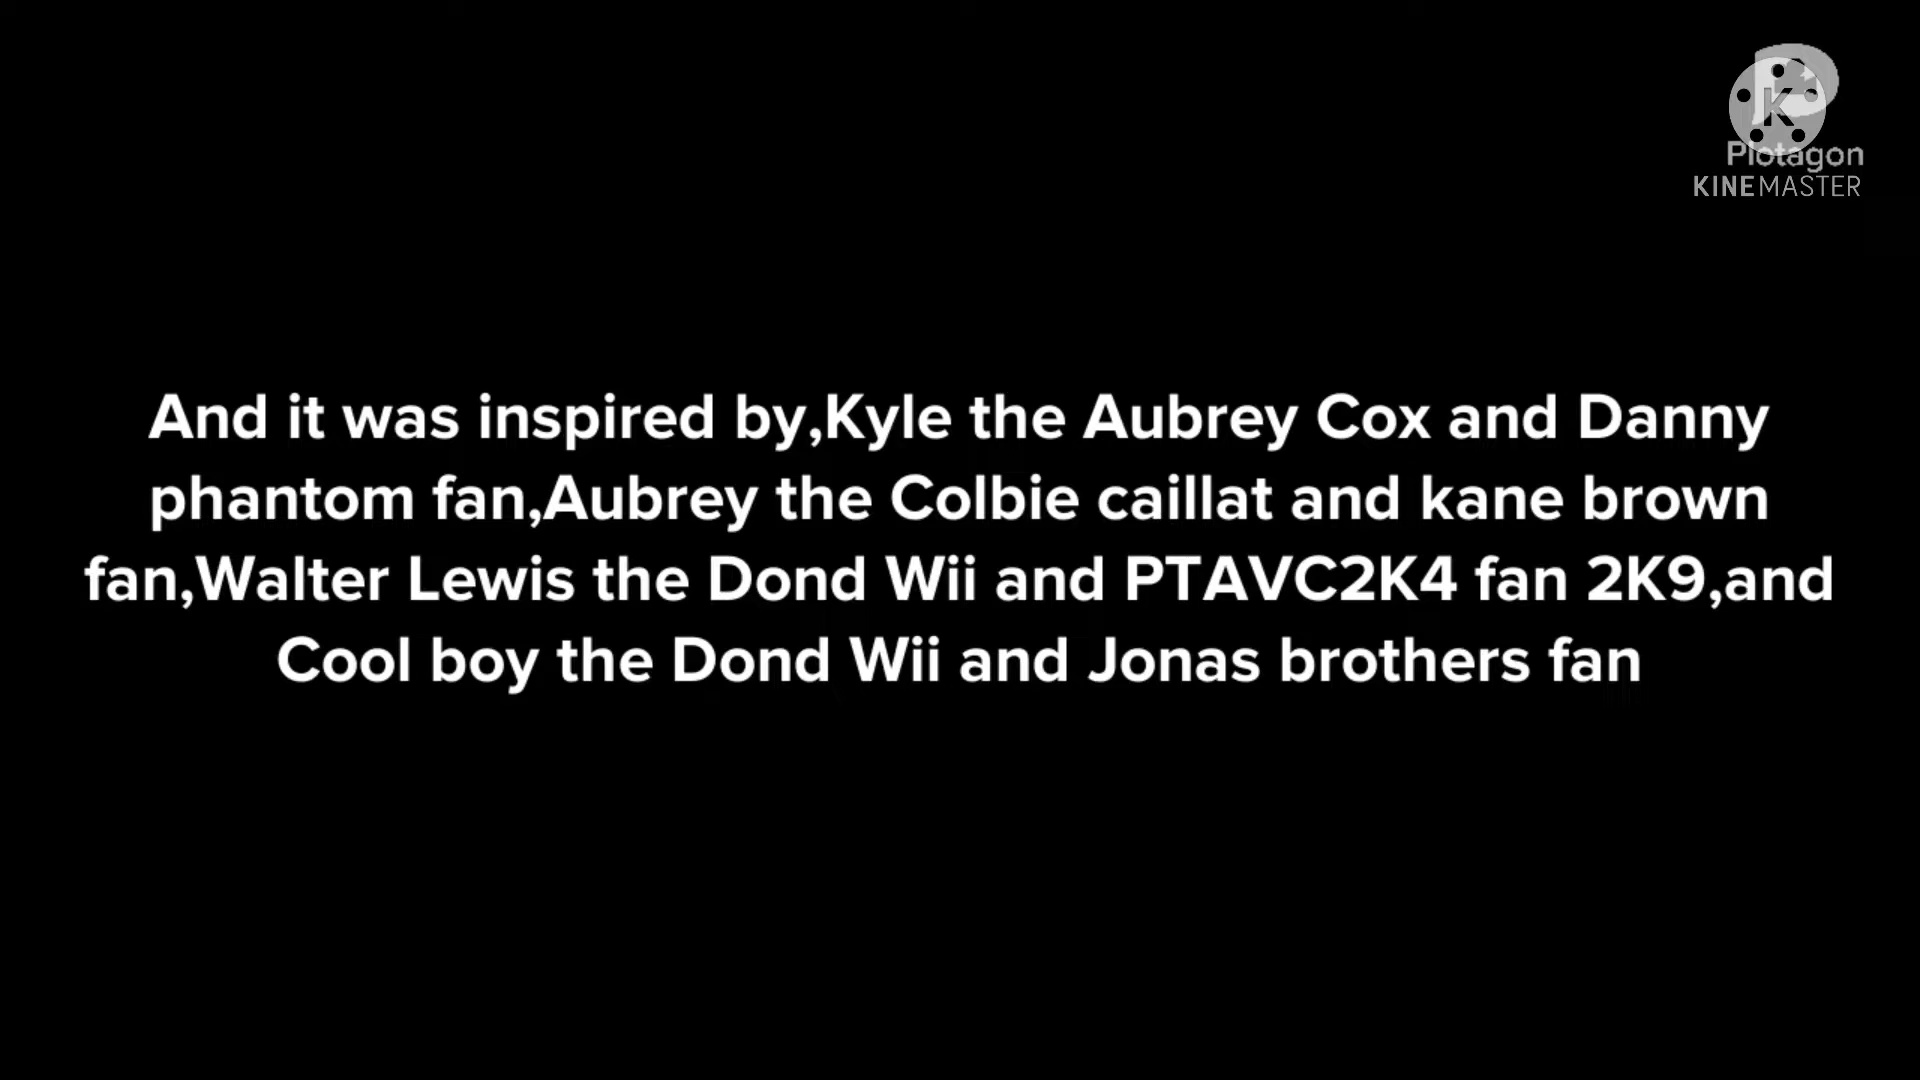 K
Plotagon
KINEMASTER
And it was inspired by,Kyle the Aubrey Cox and Danny
phantom fan,Aubrey the Colbie caillat and kane brown
fan,Walter Lewis the Dond Wii and PTAVC2K4 fan 2K9,and
Cool boy the Dond Wii and Jonas brothers fan